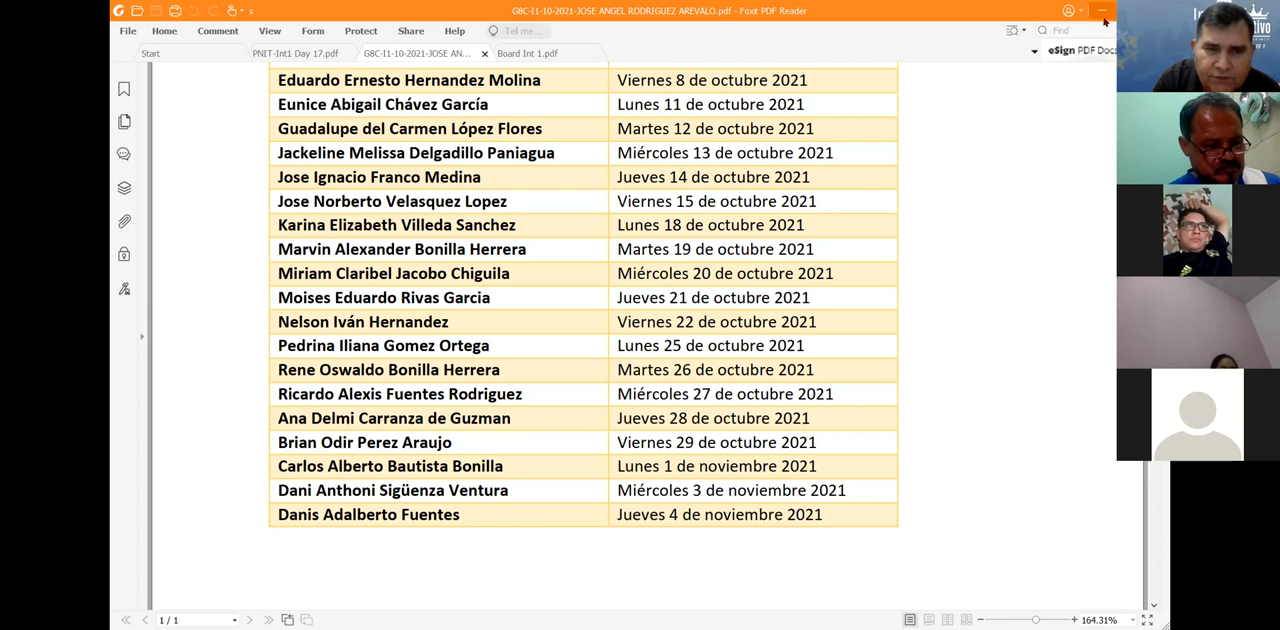 G8C-I1-10-2021-JOSE ANGEL RODRIGUEZ AREVALO.pdf - Foxit PDF Reader
File Home Comment View Form Protect Share Help Tell me... Find
Start PNIT-Int1 Day 17.pdf G8C-I1-10-2021-JOSE AN... Board Int 1.pdf eSign PDF Docs
Eduardo Ernesto Hernandez Molina Viernes 8 de octubre 2021
Eunice Abigail Chávez García Lunes 11 de octubre 2021
Guadalupe del Carmen López Flores Martes 12 de octubre 2021
Jackeline Melissa Delgadillo Paniagua Miércoles 13 de octubre 2021
Jose Ignacio Franco Medina Jueves 14 de octubre 2021
Jose Norberto Velasquez Lopez Viernes 15 de octubre 2021
Karina Elizabeth Villeda Sanchez Lunes 18 de octubre 2021
Marvin Alexander Bonilla Herrera Martes 19 de octubre 2021
Miriam Claribel Jacobo Chiguila Miércoles 20 de octubre 2021
Moises Eduardo Rivas Garcia Jueves 21 de octubre 2021
Nelson Iván Hernandez Viernes 22 de octubre 2021
Pedrina Iliana Gomez Ortega Lunes 25 de octubre 2021
Rene Oswaldo Bonilla Herrera Martes 26 de octubre 2021
Ricardo Alexis Fuentes Rodriguez Miércoles 27 de octubre 2021
Ana Delmi Carranza de Guzman Jueves 28 de octubre 2021
Brian Odir Perez Araujo Viernes 29 de octubre 2021
Carlos Alberto Bautista Bonilla Lunes 1 de noviembre 2021
Dani Anthoni Sigüenza Ventura Miércoles 3 de noviembre 2021
Danis Adalberto Fuentes Jueves 4 de noviembre 2021
1 / 1 164.31%